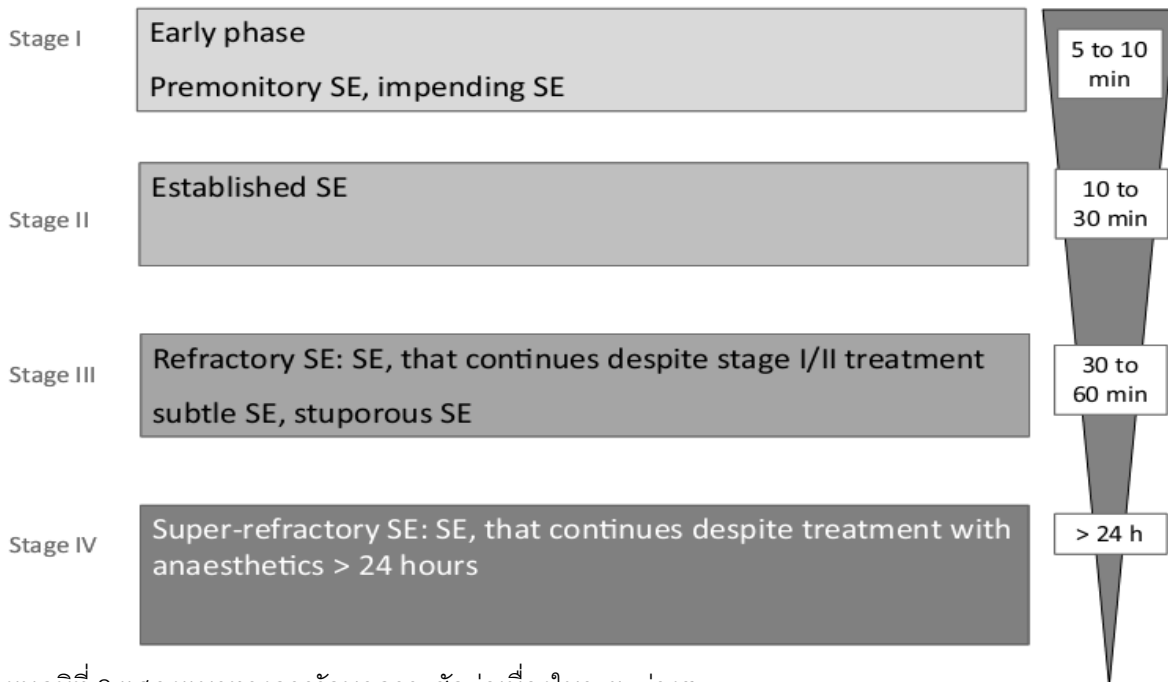 Stage I
Early phase
Premonitory SE, impending SE
5 to 10
min
Stage II
Established SE
10 to
30 min
Stage III
Refractory SE: SE, that continues despite stage I/II treatment
subtle SE, stuporous SE
30 to
60 min
Stage IV
Super-refractory SE: SE, that continues despite treatment with
anaesthetics > 24 hours
> 24 h